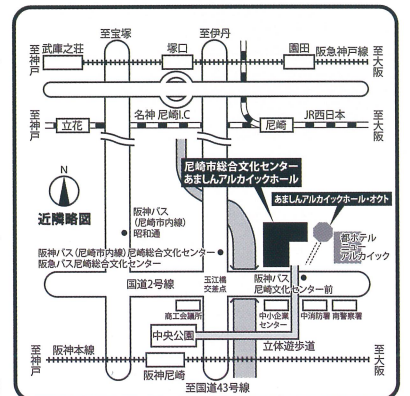 至宝塚
至伊丹
至神戸
武庫之荘
塚口
園田
阪急神戸線
至大阪
至神戸
立花
名神 尼崎I.C
尼崎
JR西日本
至大阪
尼崎市総合文化センター
あましんアルカイックホール
あましんアルカイックホール・オクト
N
近隣略図
阪神バス
(尼崎市内線)
昭和通
都ホテル
ニュー
アルカイック
阪神バス(尼崎市内線)尼崎総合文化センター
阪急バス尼崎総合文化センター
阪神バス
尼崎文化センター前
国道2号線
玉江橋
交差点
商工会議所
中小企業
センター
中消防署
南警察署
中央公園
立体遊歩道
至神戸
阪神本線
阪神尼崎
至大阪
至国道43号線